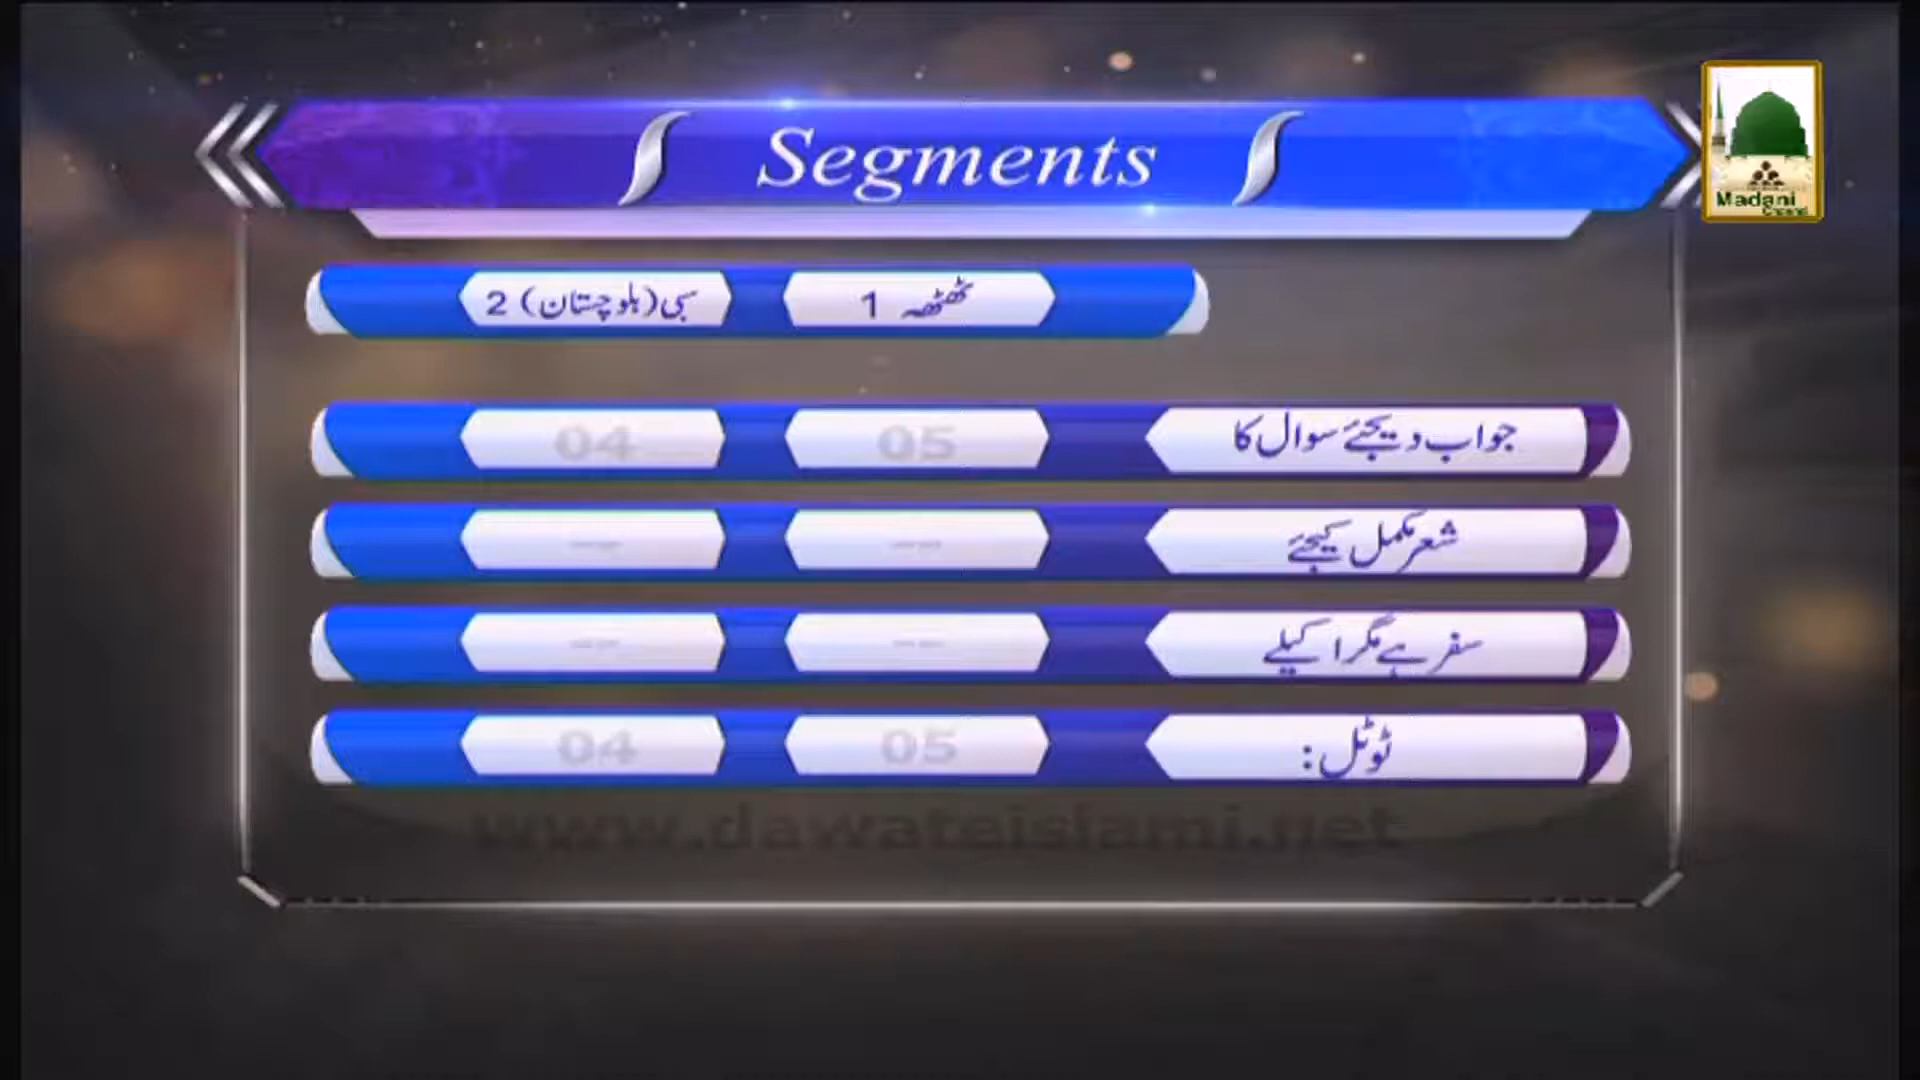 Segments
Madani
Channel
ٹھٹھہ 1 سبی (بلوچستان) 2
جواب دیجئے سوال کا 05 04
شعر مکمل کیجئے -- --
سفر ہے مگر اکیلے -- --
ٹوٹل : 05 04
www.dawateislami.net